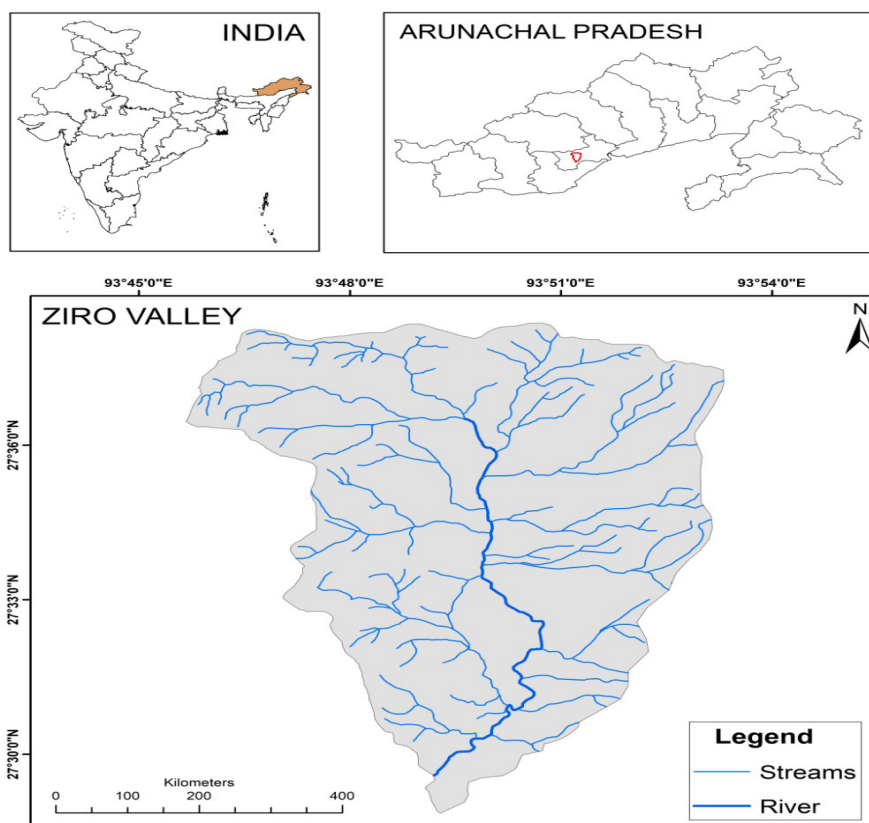 INDIA
ARUNACHAL PRADESH
93°45'0"E 93°48'0"E 93°51'0"E 93°54'0"E
ZIRO VALLEY
N
27°36'0"N
27°33'0"N
27°30'0"N
Kilometers
0 100 200 400
Legend
Streams
River